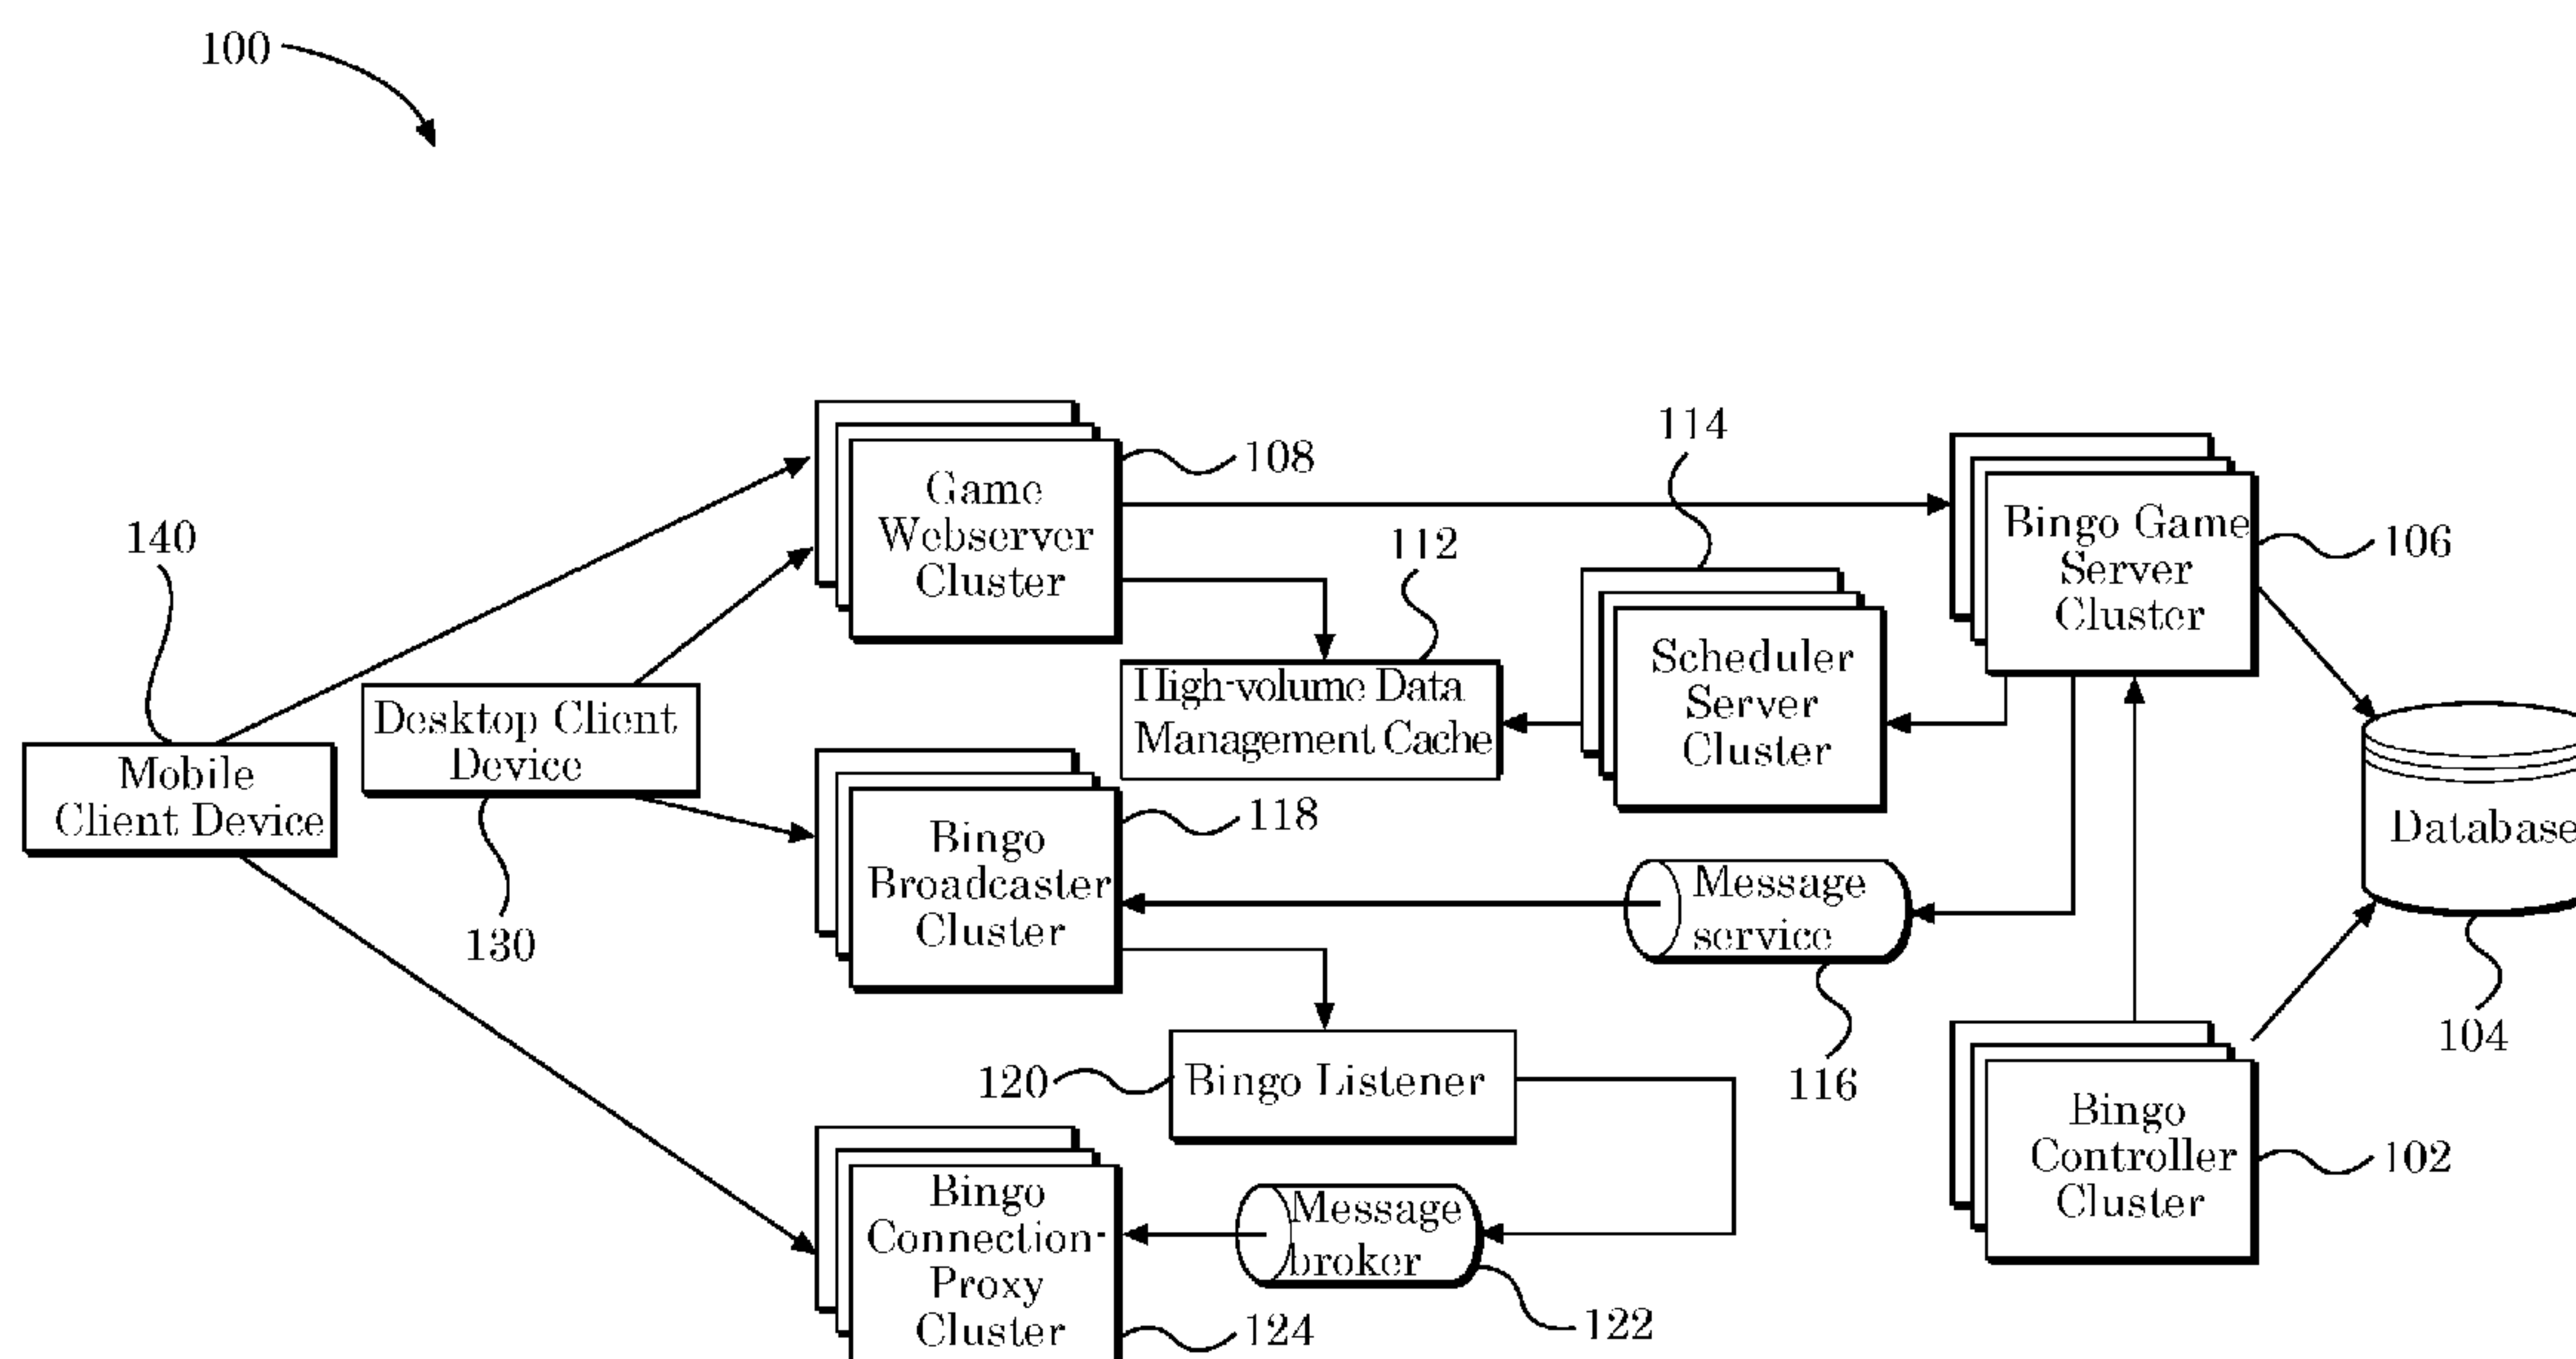 100
108
Game
Webserver
Cluster
114
112
140
Bingo Game
Server
Cluster
106
Scheduler
Server
Cluster
High-volume Data
Management Cache
Desktop Client
Device
Mobile
Client Device
118
Bingo
Broadcaster
Cluster
130
Message
service
116
Database
104
120
Bingo Listener
Bingo
Controller
Cluster
102
Bingo
Connection-
Proxy
Cluster
124
Message
broker
122